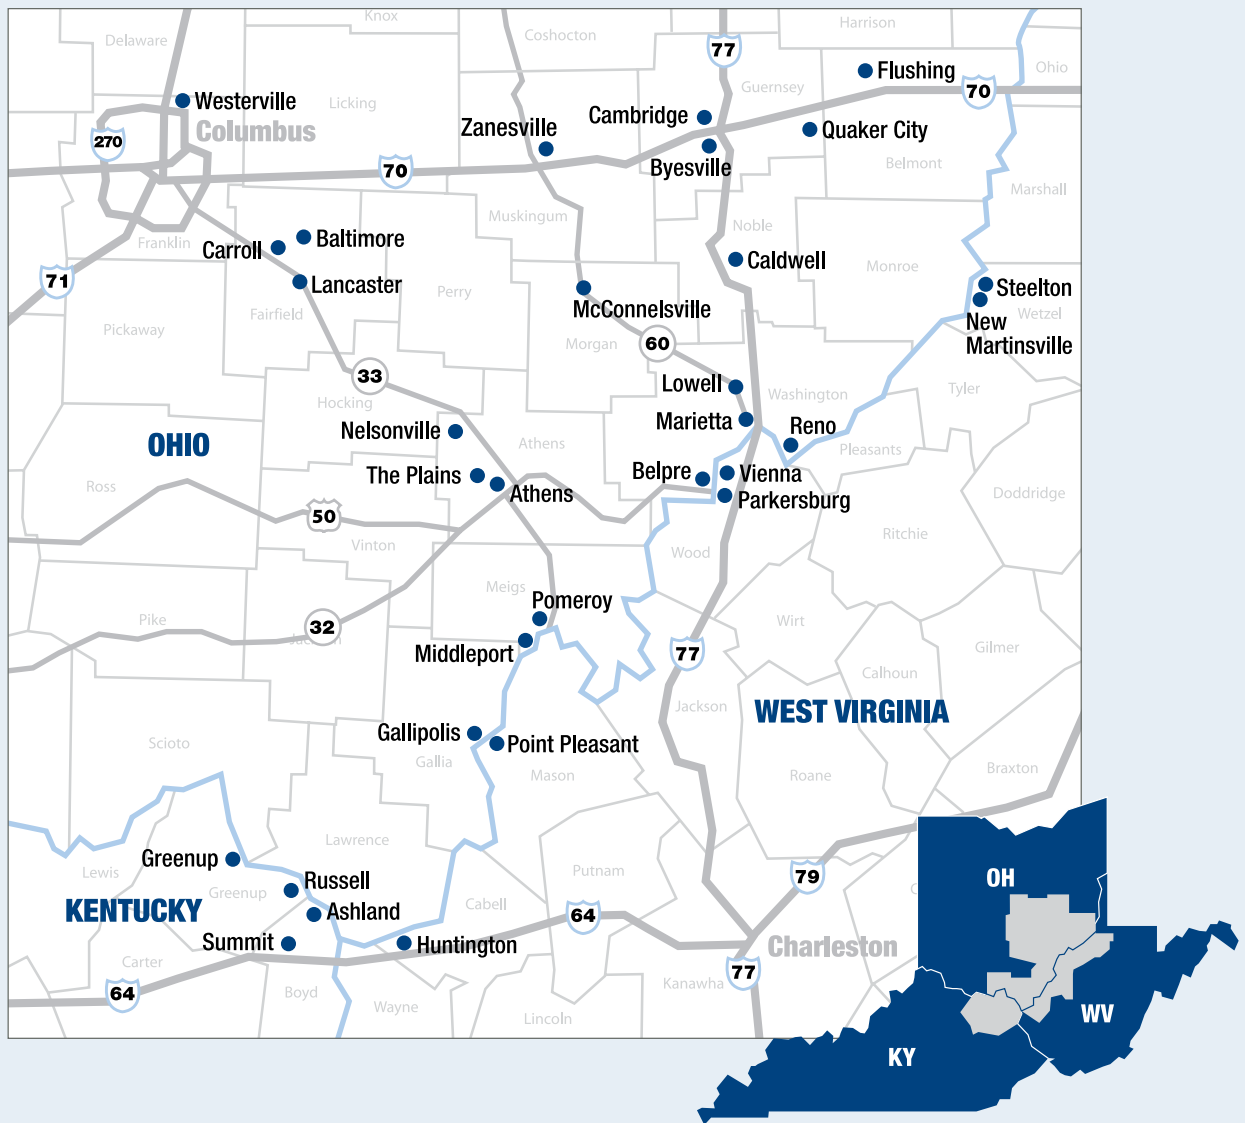 Knox
Harrison
Delaware
Coshocton
77
Ohio
Flushing
Guernsey
70
Westerville
Licking
Cambridge
Columbus
Zanesville
Quaker City
270
Byesville
Belmont
70
Marshall
Muskingum
Noble
Baltimore
Franklin
Carroll
Caldwell
Monroe
71
Lancaster
Perry
Steelton
McConnelsville
Fairfield
Wetzel
New
Martinsville
Pickaway
Morgan
60
33
Lowell
Tyler
Washington
Hocking
Marietta
Reno
Nelsonville
OHIO
Athens
Pleasants
The Plains
Belpre
Vienna
Ross
Athens
Parkersburg
Doddridge
50
Ritchie
Vinton
Wood
Meigs
Pomeroy
Pike
Wirt
32
Jackson
Gilmer
Middleport
77
Calhoun
Jackson
WEST VIRGINIA
Gallipolis
Scioto
Point Pleasant
Gallia
Mason
Roane
Braxton
Lawrence
Greenup
Lewis
Putnam
79
OH
Russell
Greenup
C
Cabell
KENTUCKY
Ashland
64
Summit
Huntington
Charleston
Carter
77
Kanawha
64
Boyd
Wayne
Lincoln
WV
KY